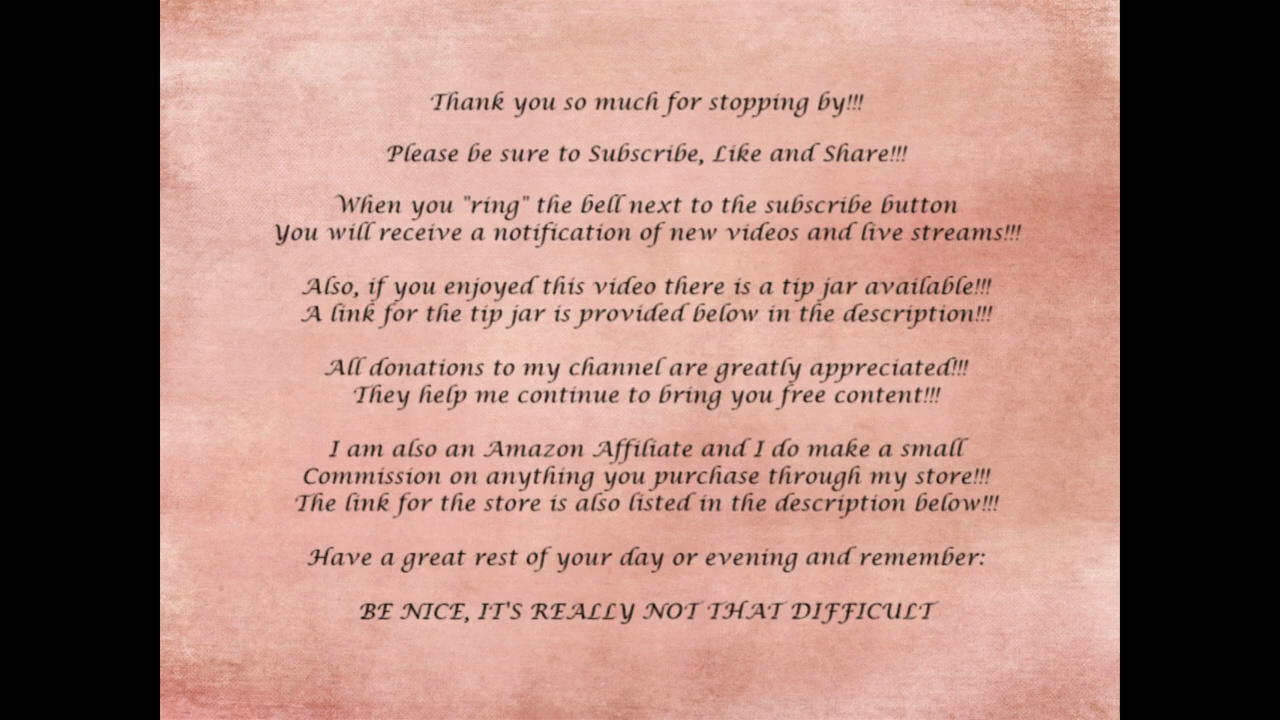 Thank you so much for stopping by!!!
Please be sure to Subscribe, Like and Share!!!
When you "ring" the bell next to the subscribe button
You will receive a notification of new videos and live streams!!!
Also, if you enjoyed this video there is a tip jar available!!!
A link for the tip jar is provided below in the description!!!
All donations to my channel are greatly appreciated!!!
They help me continue to bring you free content!!!
I am also an Amazon Affiliate and I do make a small
Commission on anything you purchase through my store!!!
The link for the store is also listed in the description below!!!
Have a great rest of your day or evening and remember:
BE NICE, IT'S REALLY NOT THAT DIFFICULT